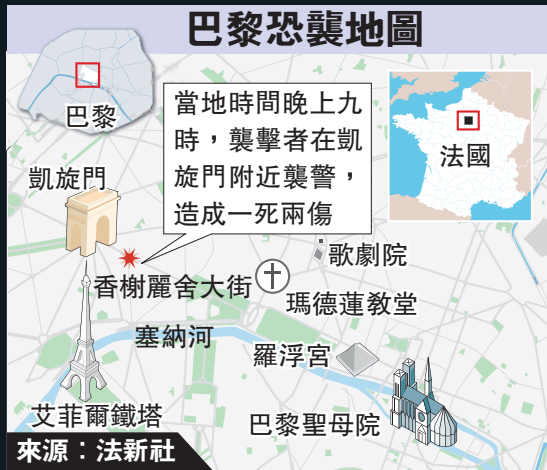 巴黎恐襲地圖
巴黎
當地時間晚上九
時，襲擊者在凱
旋門附近襲警，
造成一死兩傷
法國
凱旋門
歌劇院
香榭麗舍大街
瑪德蓮教堂
塞納河
羅浮宮
艾菲爾鐵塔
巴黎聖母院
來源：法新社